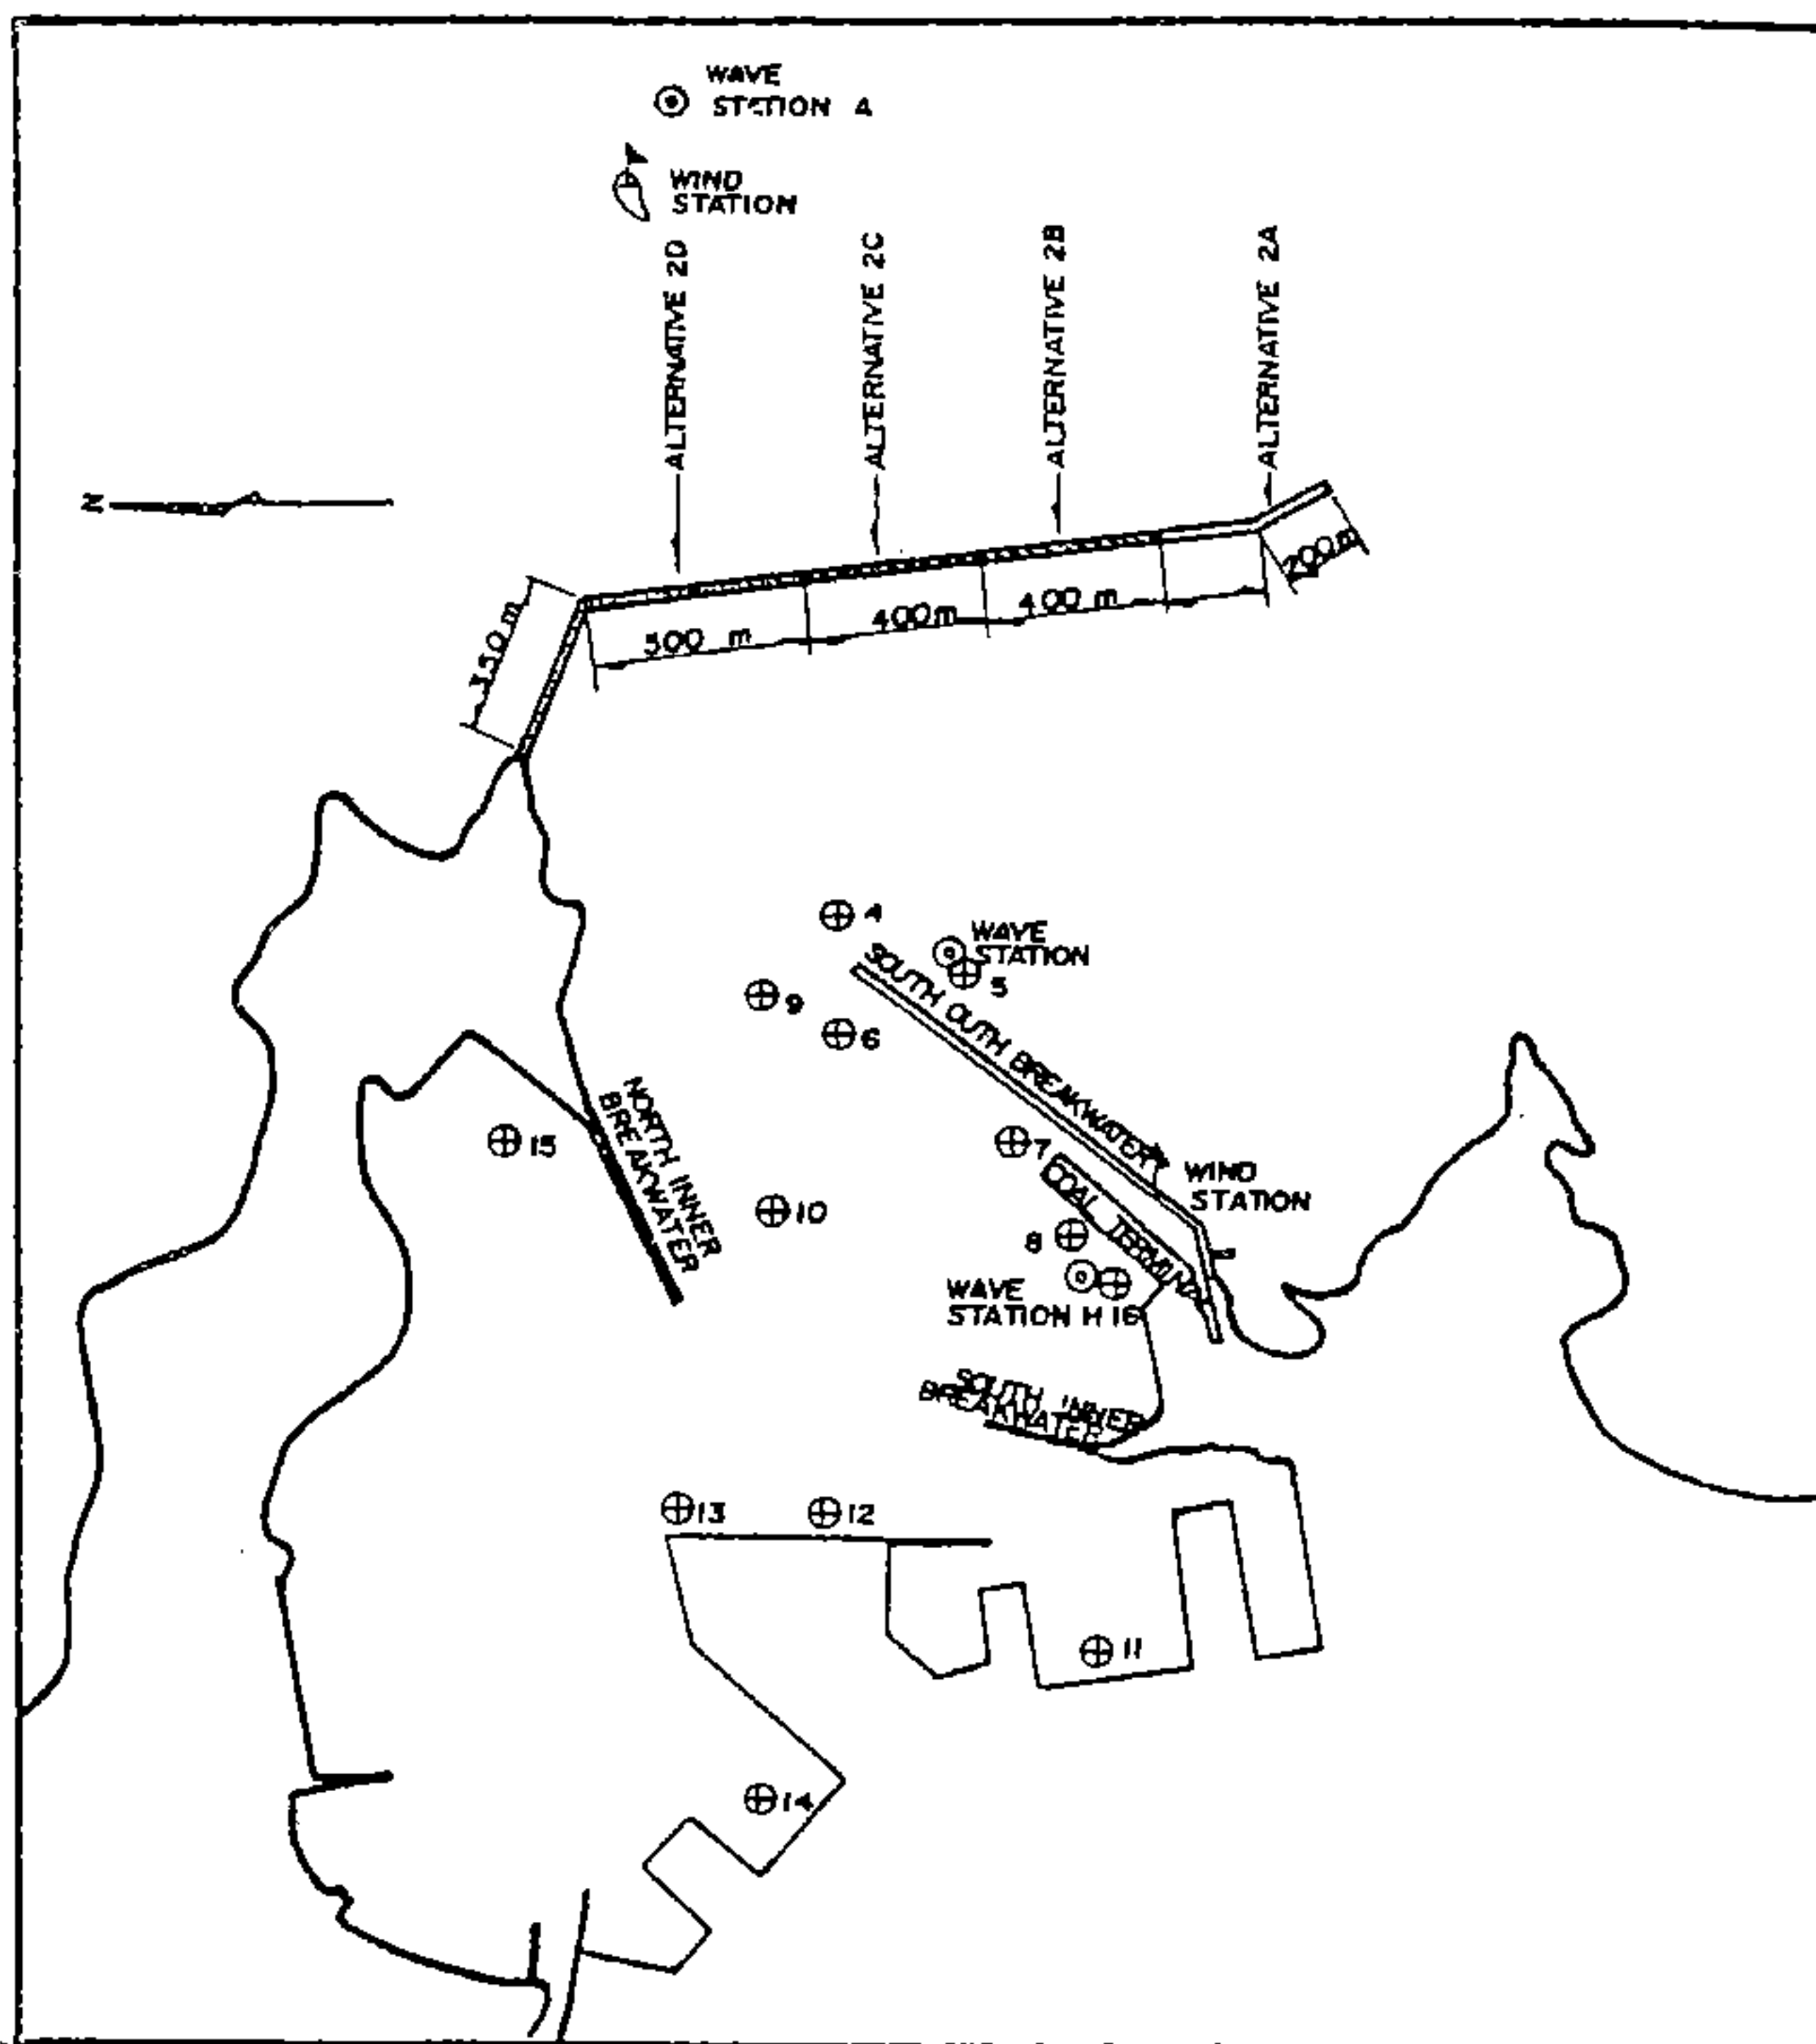 WAVE
STATION 4
WIND
STATION
ALTERNATIVE 2D
ALTERNATIVE 2C
ALTERNATIVE 2B
ALTERNATIVE 2A
N
200m
400 m
400m
500 m
350 m
4
WAVE
STATION
5
SOUTH OUTH BREAKWATER
9
6
NORTH INNER
BREAKWATER
15
7
WIND
STATION
COAL TERMINAL
10
8
WAVE
STATION H 16
SOUTH INNER
BREAKWATER
13
12
11
14